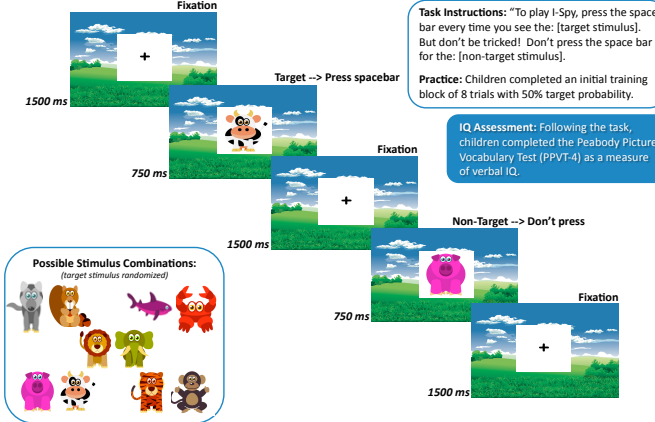 Fixation
1500 ms
Target --> Press spacebar
750 ms
Fixation
1500 ms
Non-Target --> Don't press
750 ms
Fixation
1500 ms
Task Instructions: “To play I-Spy, press the space
bar every time you see the: [target stimulus].
But don't be tricked! Don't press the space bar
for the: [non-target stimulus].
Practice: Children completed an initial training
block of 8 trials with 50% target probability.
IQ Assessment: Following the task,
children completed the Peabody Picture
Vocabulary Test (PPVT-4) as a measure
of verbal IQ.
Possible Stimulus Combinations:
(target stimulus randomized)